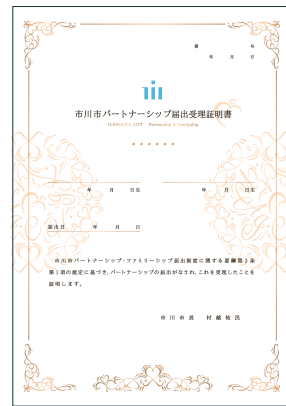 第　　　号
年　　月　　日
市川市パートナーシップ届出受理証明書
ICHIKAWA CITY　Partnership & Familyship
年　　月　　日生　　　　年　　月　　日生
届出日　　年　　月　　日
市川市パートナーシップ・ファミリーシップ届出制度に関する要綱第5条
第1項の規定に基づき、パートナーシップの届出がなされ、これを受理したことを
証明します。
市川市長　村越祐民